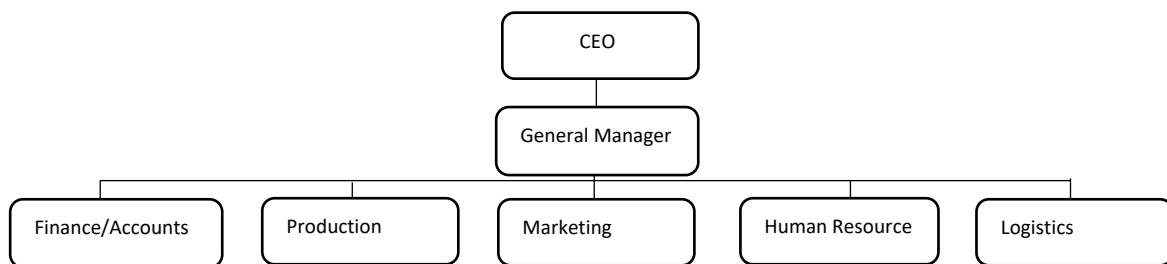 CEO
General Manager
Finance/Accounts
Production
Marketing
Human Resource
Logistics